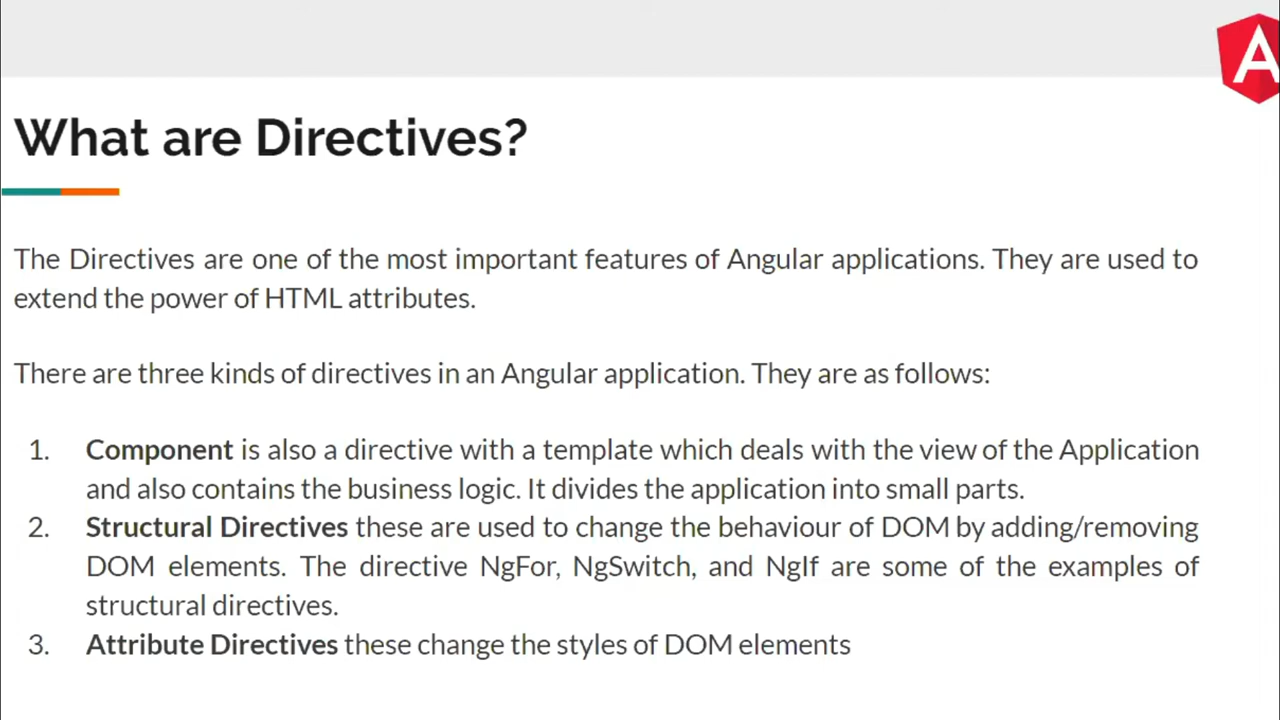 A
What are Directives?
The Directives are one of the most important features of Angular applications. They are used to
extend the power of HTML attributes.
There are three kinds of directives in an Angular application. They are as follows:
1. Component is also a directive with a template which deals with the view of the Application
and also contains the business logic. It divides the application into small parts.
2. Structural Directives these are used to change the behaviour of DOM by adding/removing
DOM elements. The directive NgFor, NgSwitch, and NgIf are some of the examples of
structural directives.
3. Attribute Directives these change the styles of DOM elements